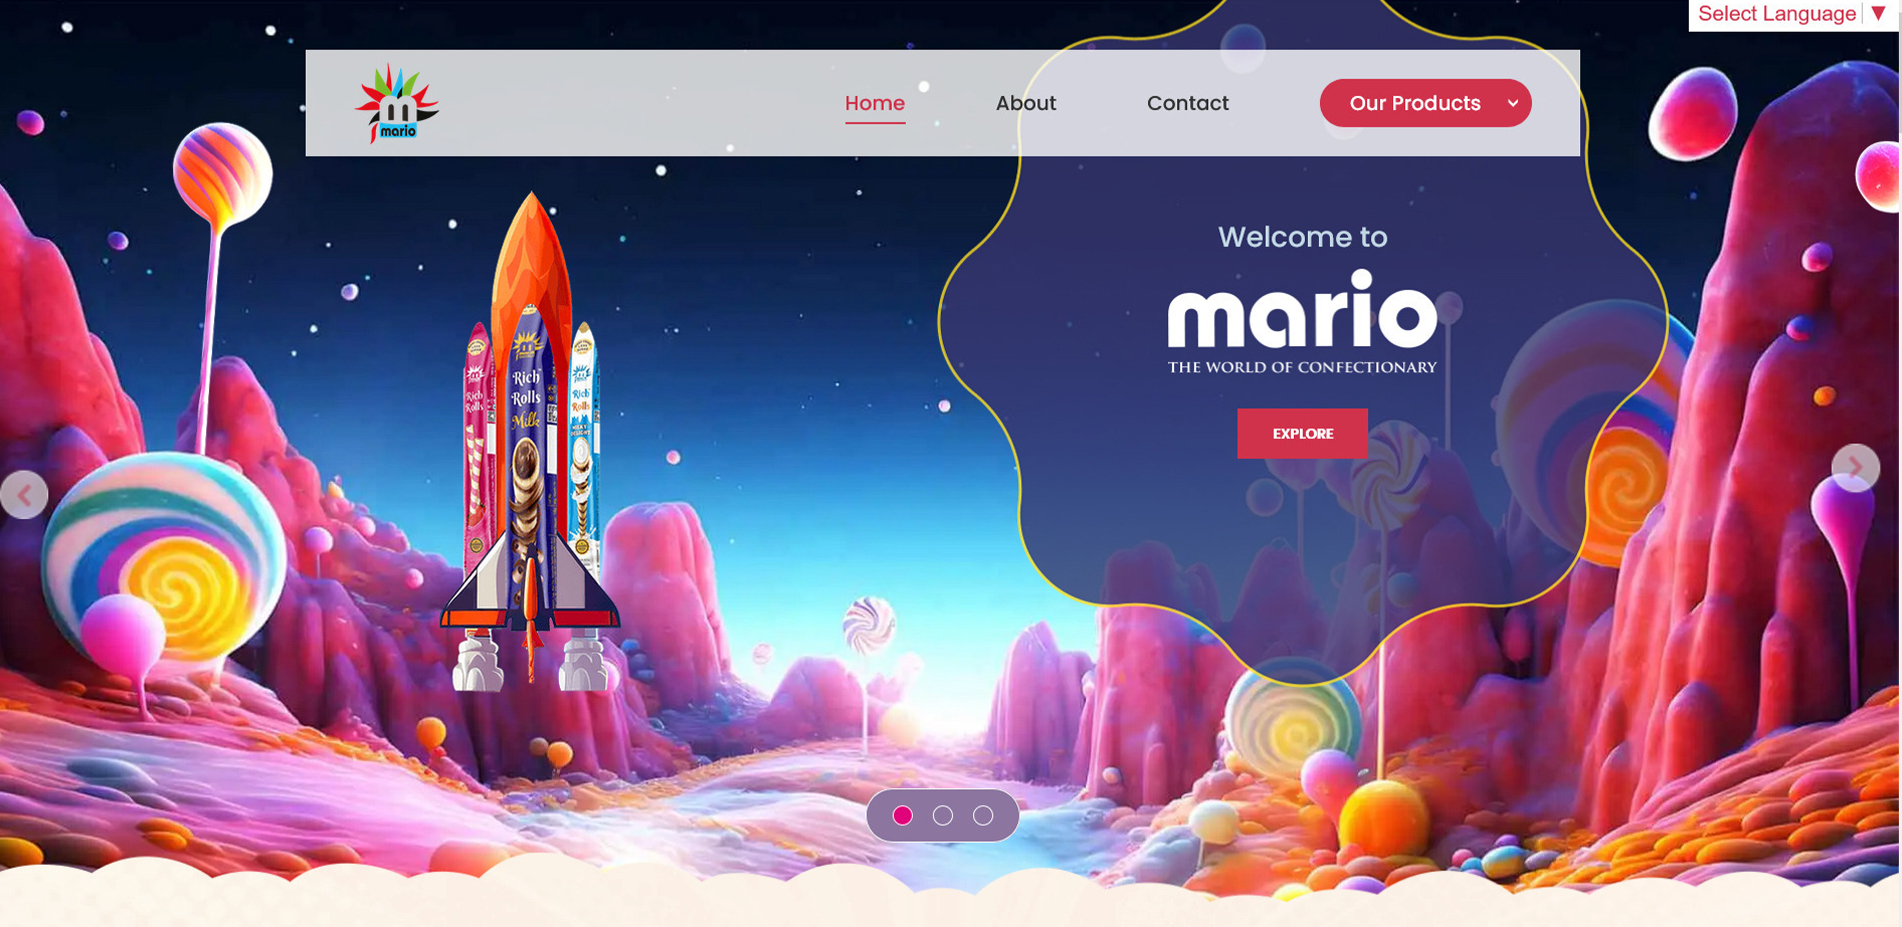 Select Language ▼
mario
Home
About
Contact
Our Products
Welcome to
mario
THE WORLD OF CONFECTIONARY
EXPLORE
Rich
Rolls
Rich
Rolls
Milk
Rich
Rolls